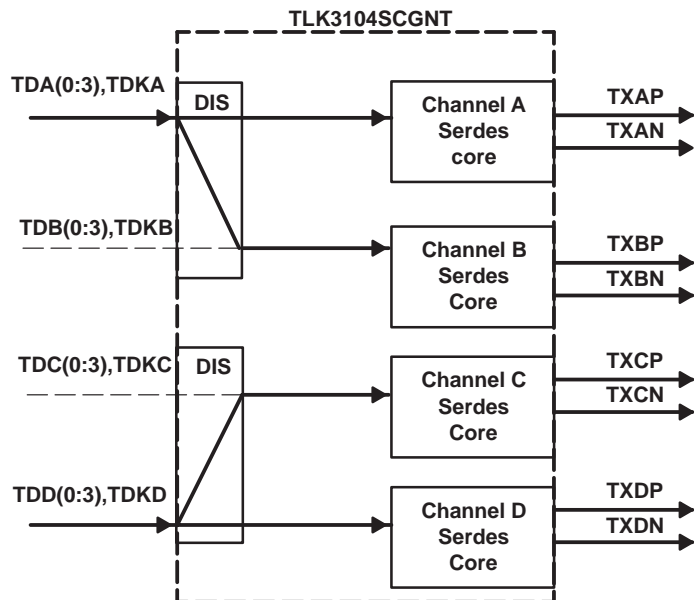 TLK3104SCGNT
TDA(0:3),TDKA
DIS
Channel A
Serdes
core
TXAP
TXAN
TDB(0:3),TDKB
Channel B
Serdes
Core
TXBP
TXBN
TDC(0:3),TDKC
DIS
Channel C
Serdes
Core
TXCP
TXCN
TDD(0:3),TDKD
Channel D
Serdes
Core
TXDP
TXDN